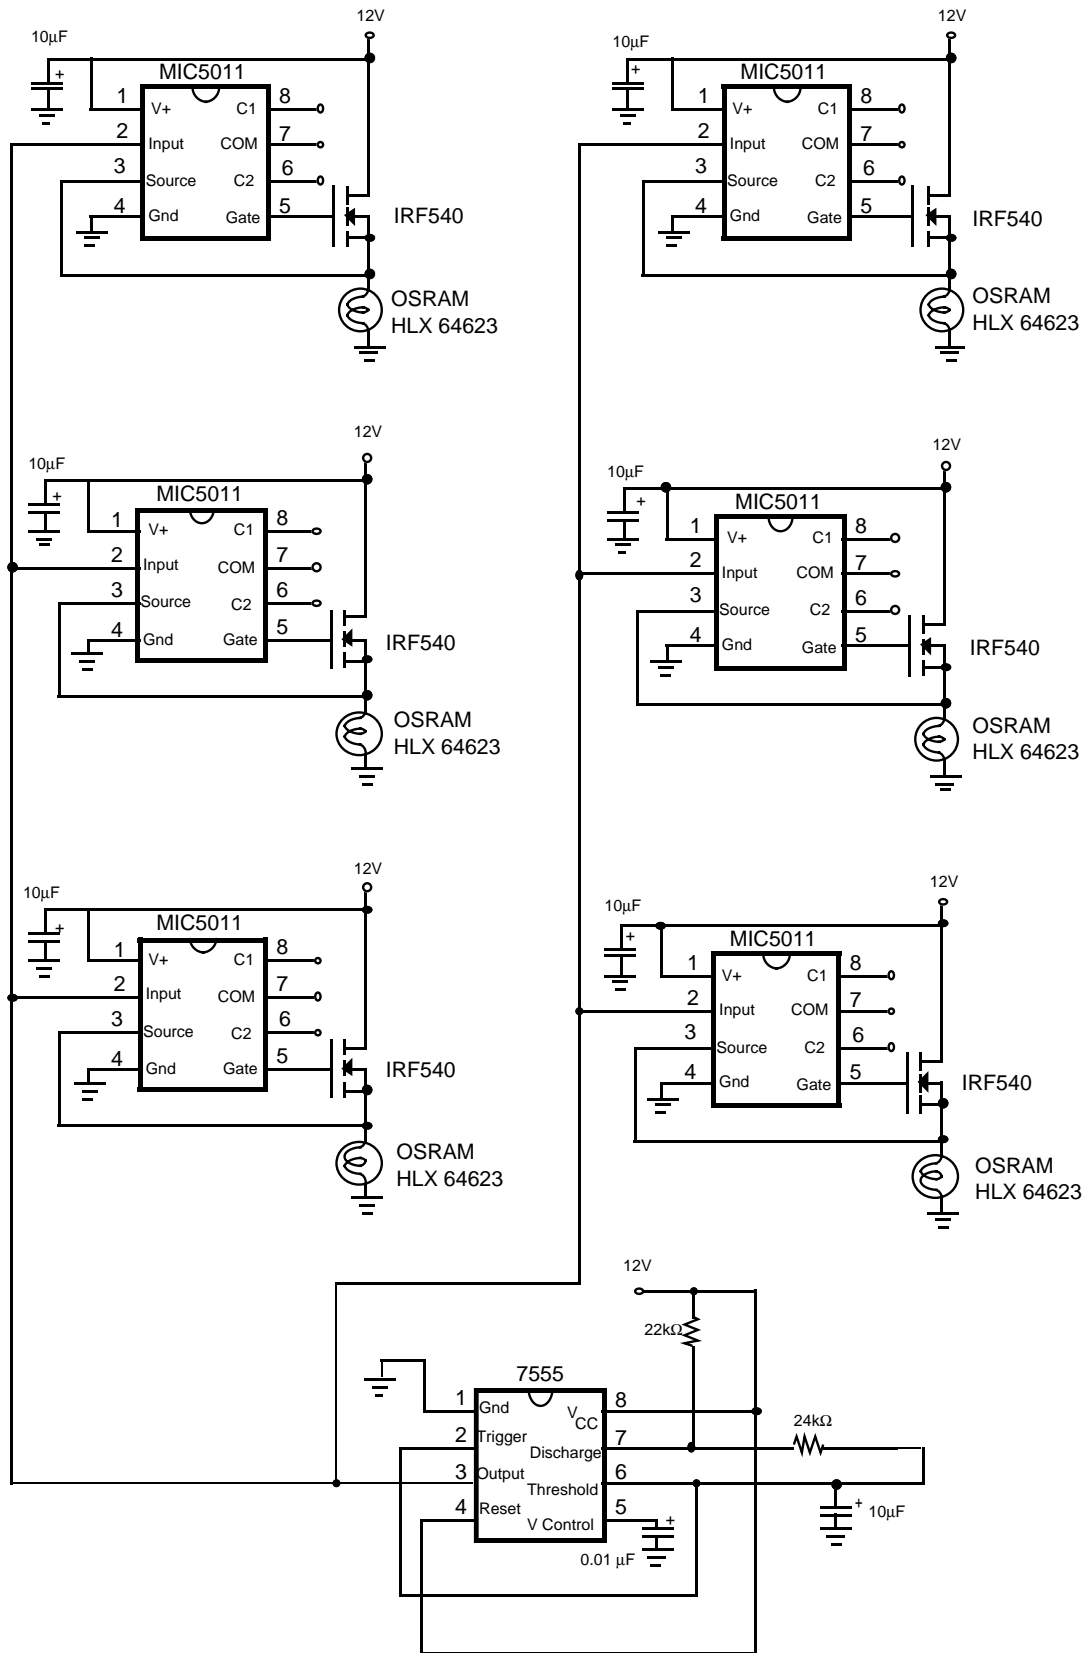 12V
10µF
MIC5011
1 V+ C1 8
2 Input COM 7
3 Source C2 6
4 Gnd Gate 5
IRF540
OSRAM
HLX 64623
12V
10µF
MIC5011
1 V+ C1 8
2 Input COM 7
3 Source C2 6
4 Gnd Gate 5
IRF540
OSRAM
HLX 64623
12V
10µF
MIC5011
1 V+ C1 8
2 Input COM 7
3 Source C2 6
4 Gnd Gate 5
IRF540
OSRAM
HLX 64623
12V
10µF
MIC5011
1 V+ C1 8
2 Input COM 7
3 Source C2 6
4 Gnd Gate 5
IRF540
OSRAM
HLX 64623
12V
10µF
MIC5011
1 V+ C1 8
2 Input COM 7
3 Source C2 6
4 Gnd Gate 5
IRF540
OSRAM
HLX 64623
12V
10µF
MIC5011
1 V+ C1 8
2 Input COM 7
3 Source C2 6
4 Gnd Gate 5
IRF540
OSRAM
HLX 64623
12V
22kΩ
7555
1 Gnd VCC 8
2 Trigger Discharge 7
24kΩ
3 Output Threshold 6
4 Reset V Control 5
10µF
0.01 µF